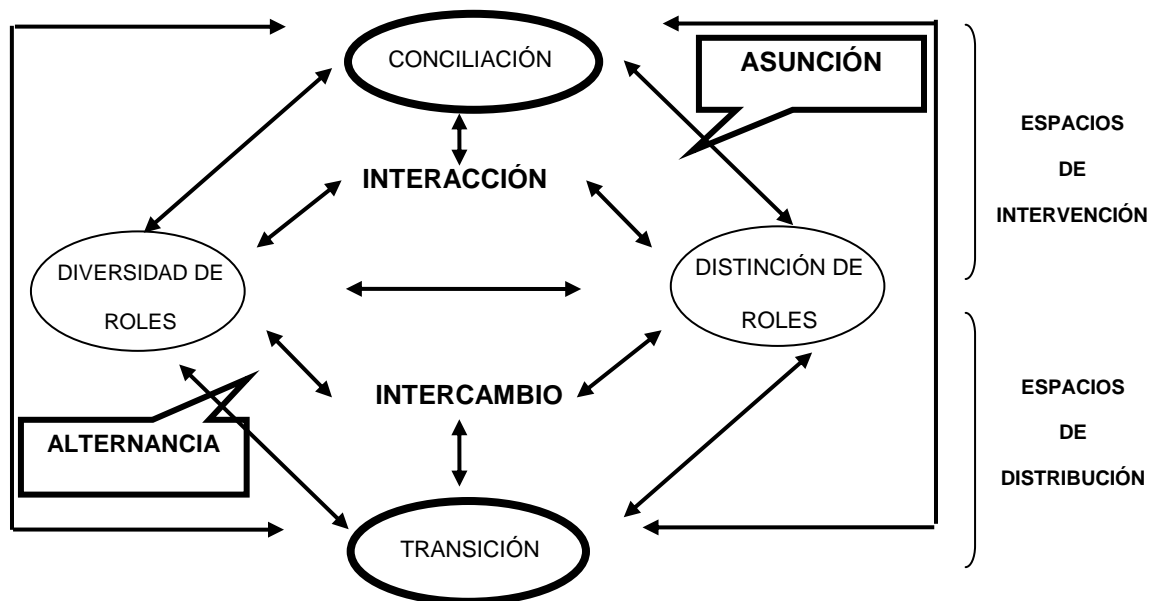 CONCILIACIÓN
ASUNCIÓN
INTERACCIÓN
DIVERSIDAD DE
ROLES
DISTINCIÓN DE
ROLES
INTERCAMBIO
ALTERNANCIA
TRANSICIÓN
ESPACIOS
DE
INTERVENCIÓN
ESPACIOS
DE
DISTRIBUCIÓN